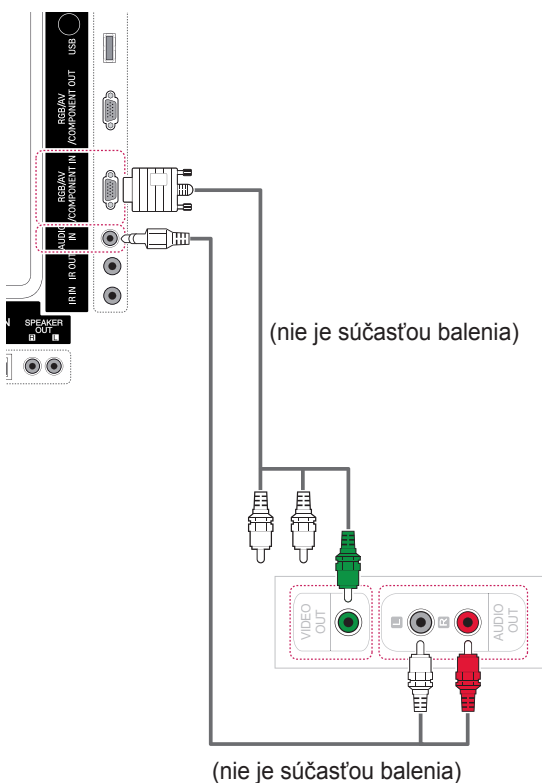 USB
RGB/AV
/COMPONENT OUT
RGB/AV
/COMPONENT IN
AUDIO
IN
IR OUT
IR IN
N
SPEAKER
OUT
R L
(nie je súčasťou balenia)
VIDEO
OUT
L R
AUDIO
OUT
(nie je súčasťou balenia)